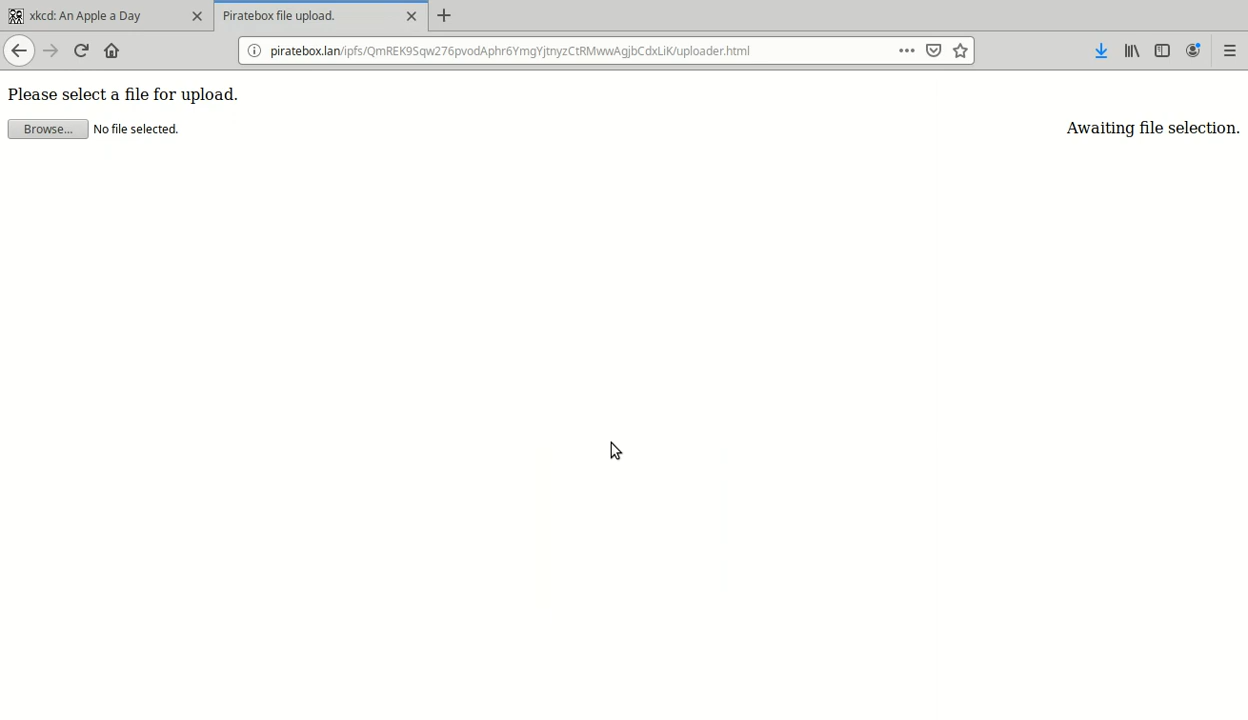 xkcd: An Apple a Day
Piratebox file upload.
piratebox.lan/ipfs/QmREK9Sqw276pvodAphr6YmgYjtnyzCtRMwwAgjbCdxLiK/uploader.html
Please select a file for upload.
Browse... No file selected.
Awaiting file selection.